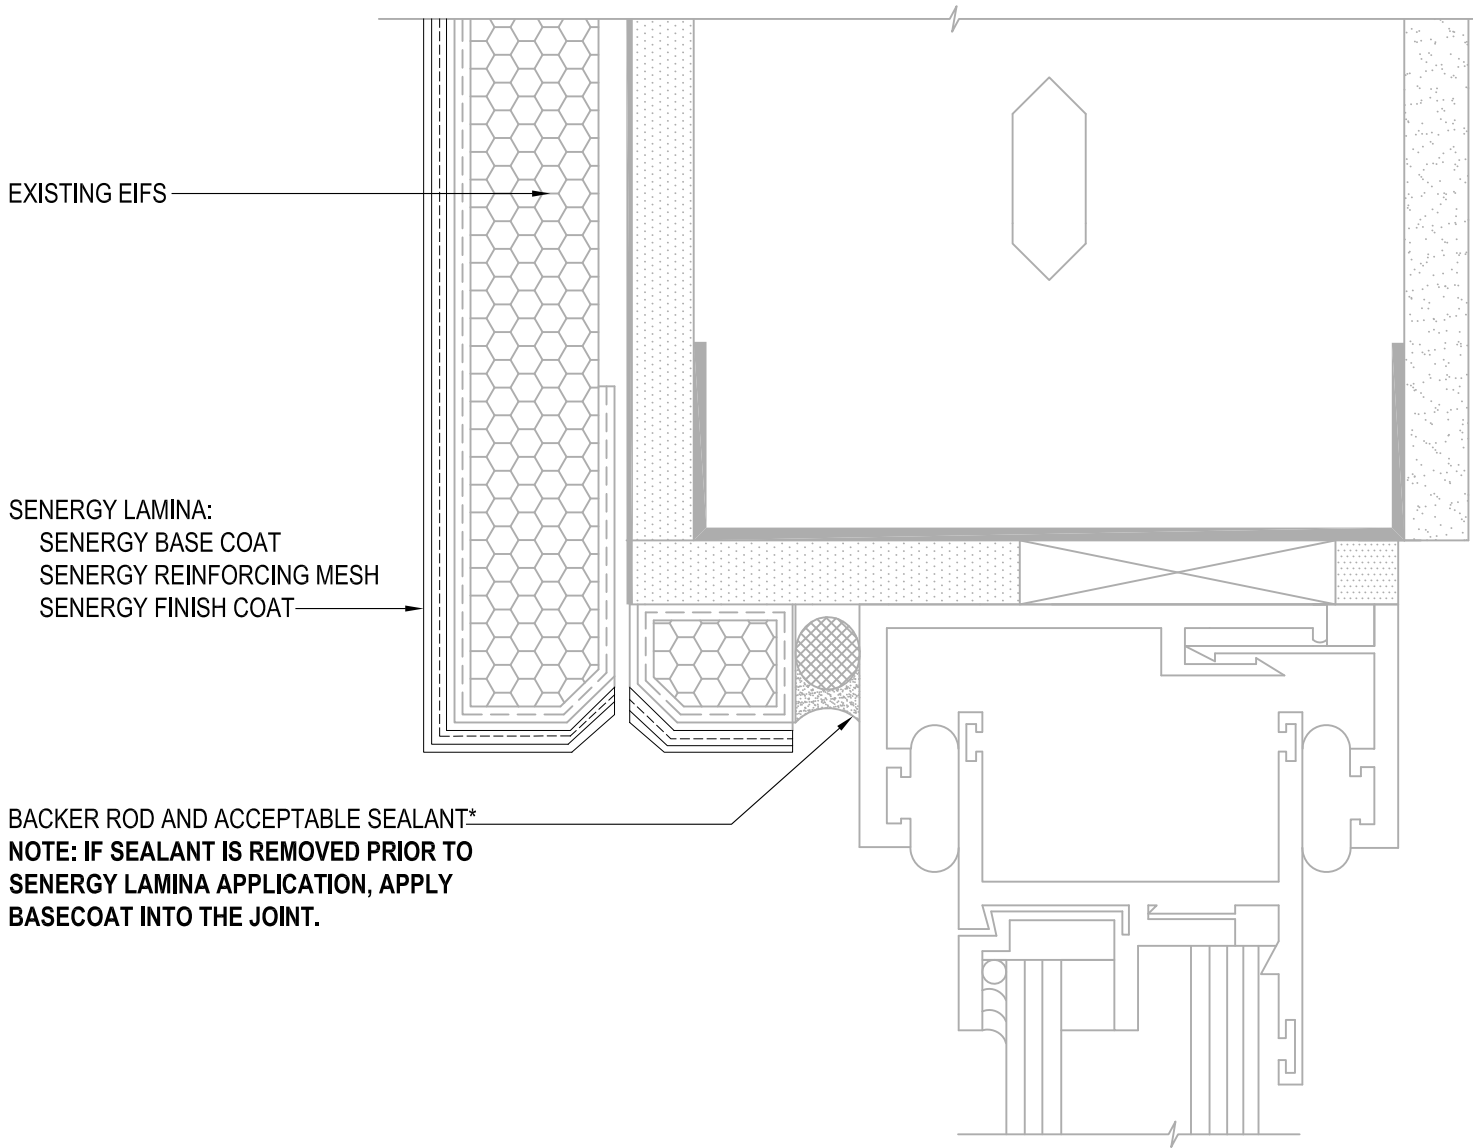 EXISTING EIFS
SENERGY LAMINA:
SENERGY BASE COAT
SENERGY REINFORCING MESH
SENERGY FINISH COAT
BACKER ROD AND ACCEPTABLE SEALANT*
NOTE: IF SEALANT IS REMOVED PRIOR TO
SENERGY LAMINA APPLICATION, APPLY
BASECOAT INTO THE JOINT.